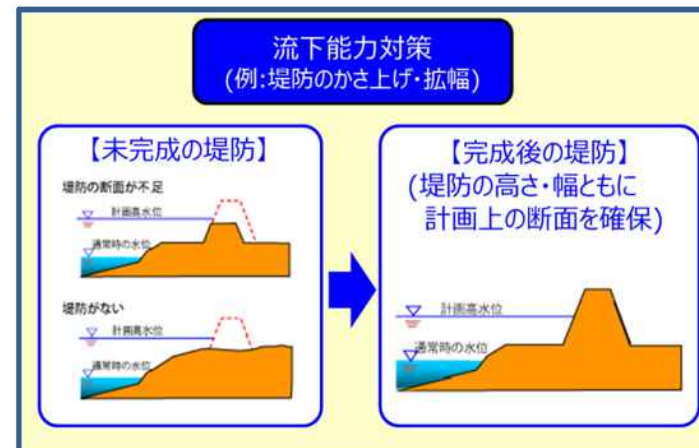 流下能力対策
(例:堤防のかさ上げ・拡幅)
【未完成の堤防】
堤防の断面が不足
計画高水位
通常時の水位
堤防がない
計画高水位
通常時の水位
【完成後の堤防】
(堤防の高さ・幅ともに
計画上の断面を確保)
計画高水位
通常時の水位